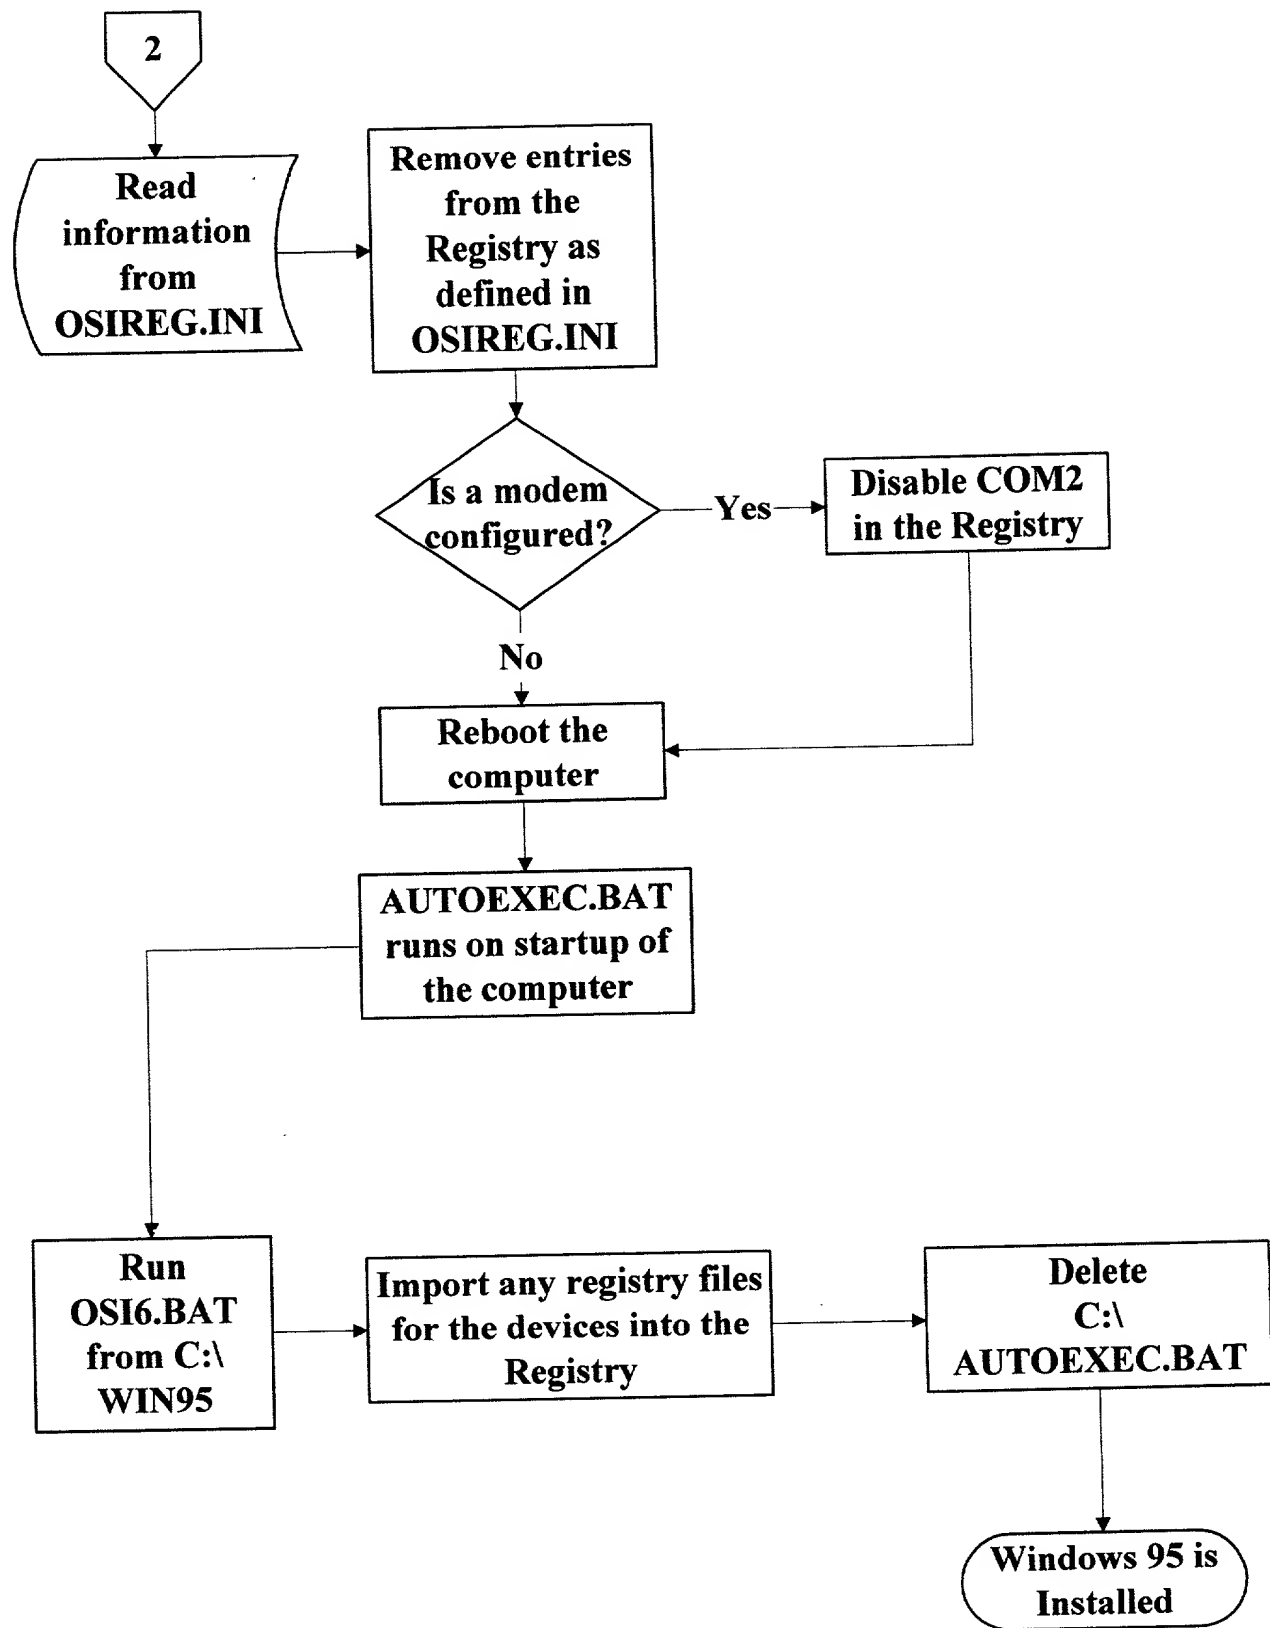 2
Read
information
from
OSIREG.INI
Remove entries
from the
Registry as
defined in
OSIREG.INI
Is a modem
configured?
Yes
Disable COM2
in the Registry
No
Reboot the
computer
AUTOEXEC.BAT
runs on startup of
the computer
Run
OSI6.BAT
from C:\
WIN95
Import any registry files
for the devices into the
Registry
Delete
C:\
AUTOEXEC.BAT
Windows 95 is
Installed